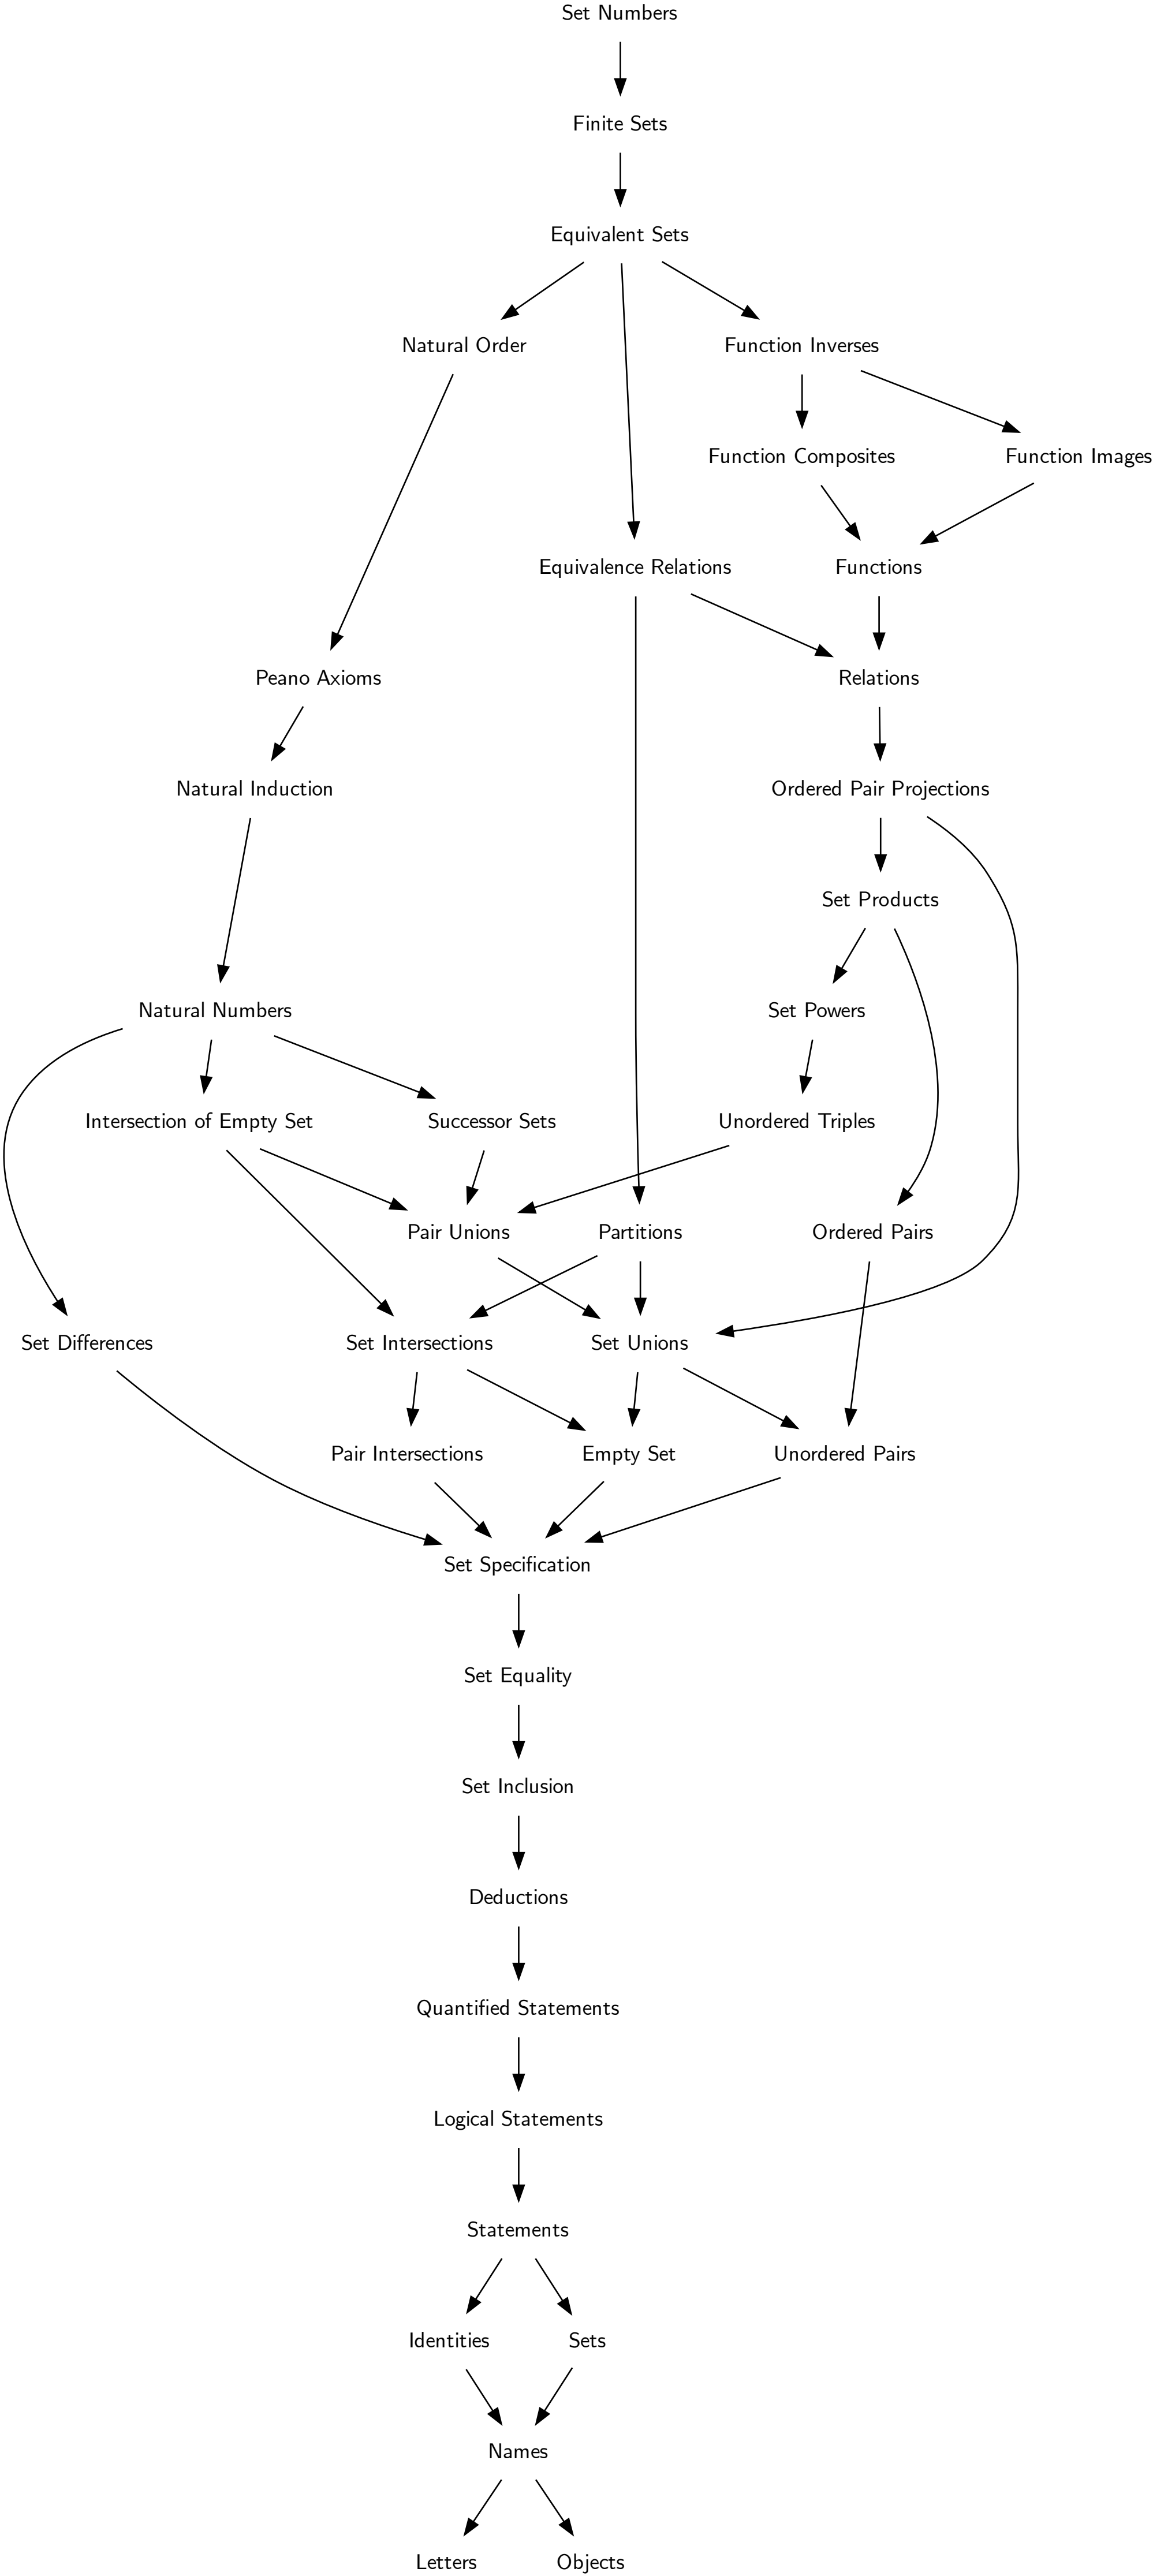 Set Numbers
Finite Sets
Equivalent Sets
Natural Order
Function Inverses
Function Composites
Function Images
Equivalence Relations
Functions
Peano Axioms
Relations
Natural Induction
Ordered Pair Projections
Set Products
Natural Numbers
Set Powers
Intersection of Empty Set
Successor Sets
Unordered Triples
Pair Unions
Partitions
Ordered Pairs
Set Differences
Set Intersections
Set Unions
Pair Intersections
Empty Set
Unordered Pairs
Set Specification
Set Equality
Set Inclusion
Deductions
Quantified Statements
Logical Statements
Statements
Identities
Sets
Names
Letters
Objects